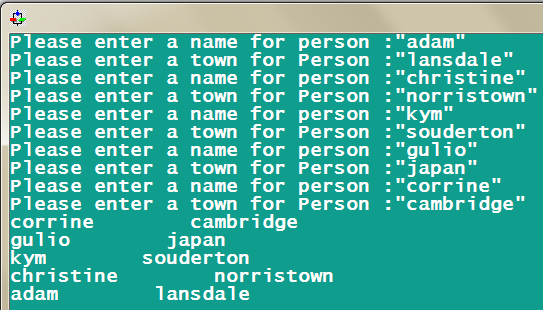 Please enter a name for person :"adam"
Please enter a town for Person :"lansdale"
Please enter a name for Person :"christine"
Please enter a town for Person :"norristown"
Please enter a name for Person :"kym"
Please enter a town for Person :"souderton"
Please enter a name for Person :"gulio"
Please enter a town for Person :"japan"
Please enter a name for Person :"corrine"
Please enter a town for Person :"cambridge"
corrine        cambridge
gulio        japan
kym        souderton
christine        norristown
adam        lansdale